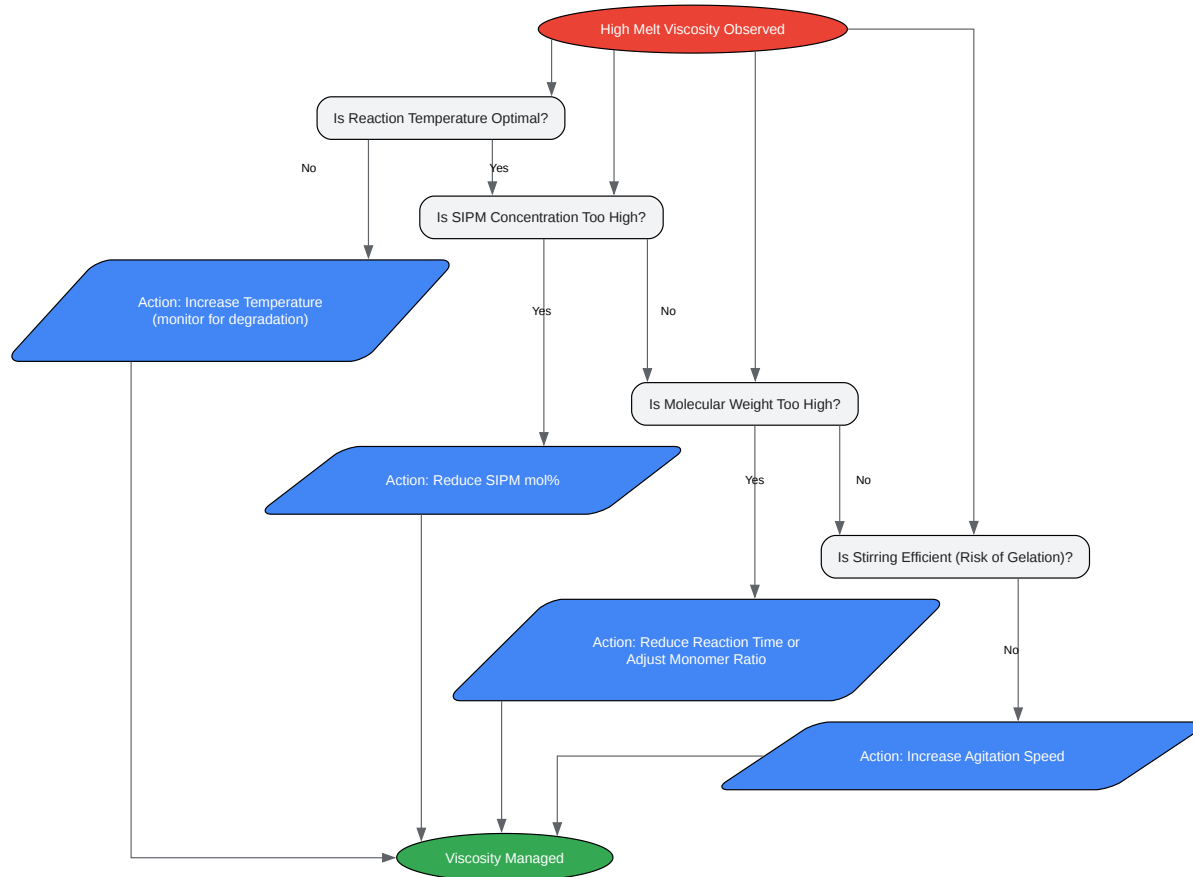 High Melt Viscosity Observed
Is Reaction Temperature Optimal?
No
Yes
Is SIPM Concentration Too High?
Action: Increase Temperature
(monitor for degradation)
Yes
No
Is Molecular Weight Too High?
Action: Reduce SIPM mol%
Yes
No
Is Stirring Efficient (Risk of Gelation)?
Action: Reduce Reaction Time or
Adjust Monomer Ratio
No
Action: Increase Agitation Speed
Viscosity Managed